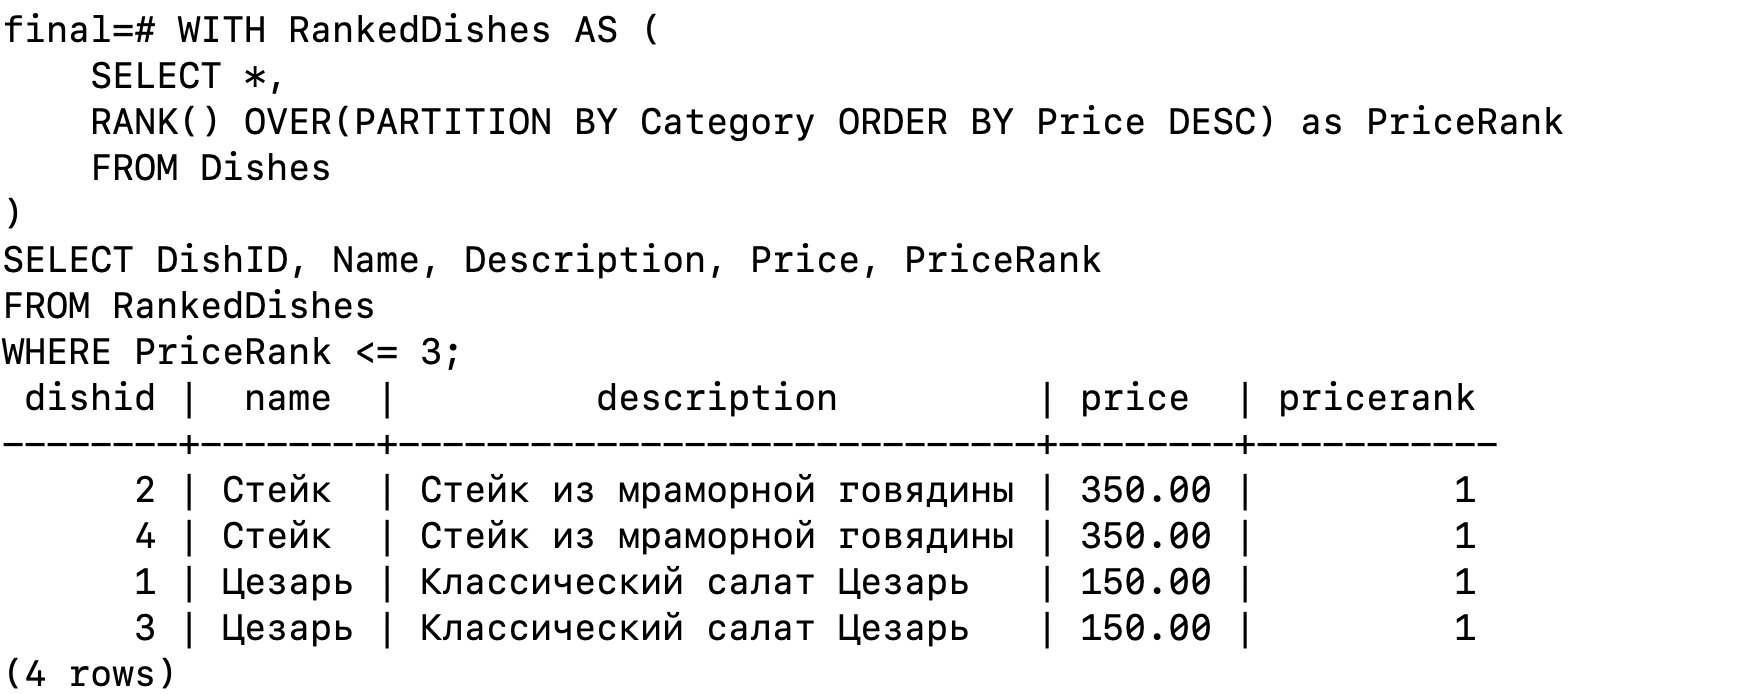 final=# WITH RankedDishes AS (
    SELECT *,
    RANK() OVER(PARTITION BY Category ORDER BY Price DESC) as PriceRank
    FROM Dishes
)
SELECT DishID, Name, Description, Price, PriceRank
FROM RankedDishes
WHERE PriceRank <= 3;
 dishid |  name  |         description         | price  | pricerank
--------+--------+-----------------------------+--------+-----------
      2 | Стейк  | Стейк из мраморной говядины | 350.00 |         1
      4 | Стейк  | Стейк из мраморной говядины | 350.00 |         1
      1 | Цезарь | Классический салат Цезарь   | 150.00 |         1
      3 | Цезарь | Классический салат Цезарь   | 150.00 |         1
(4 rows)